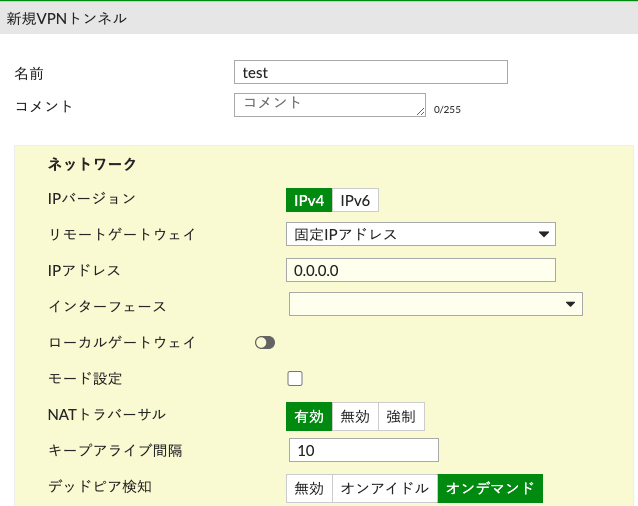 新規VPNトンネル
名前 test
コメント コメント 0/255
ネットワーク
IPバージョン IPv4 IPv6
リモートゲートウェイ 固定IPアドレス
IPアドレス 0.0.0.0
インターフェース
ローカルゲートウェイ
モード設定
NATトラバーサル 有効 無効 強制
キープアライブ間隔 10
デッドピア検知 無効 オンアイドル オンデマンド